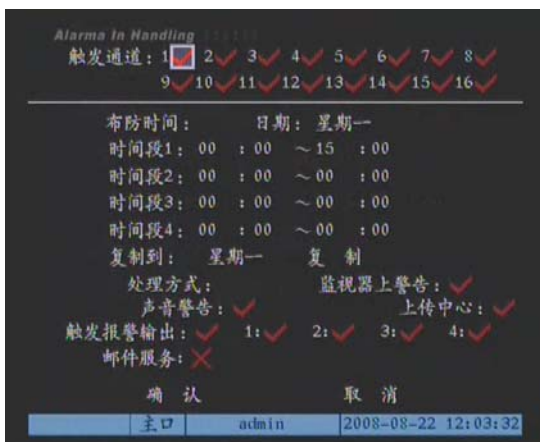 Alarma In Handling
触发通道: 1 2 3 4 5 6 7 8
9 10 11 12 13 14 15 16
布防时间: 日期: 星期一
时间段1: 00 : 00 ～ 15 : 00
时间段2: 00 : 00 ～ 00 : 00
时间段3: 00 : 00 ～ 00 : 00
时间段4: 00 : 00 ～ 00 : 00
复制到: 星期一 复 制
处理方式: 监视器上警告:
声音警告: 上传中心:
触发报警输出: 1: 2: 3: 4:
邮件服务:
确 认 取 消
主口 admin 2008-08-22 12:03:32